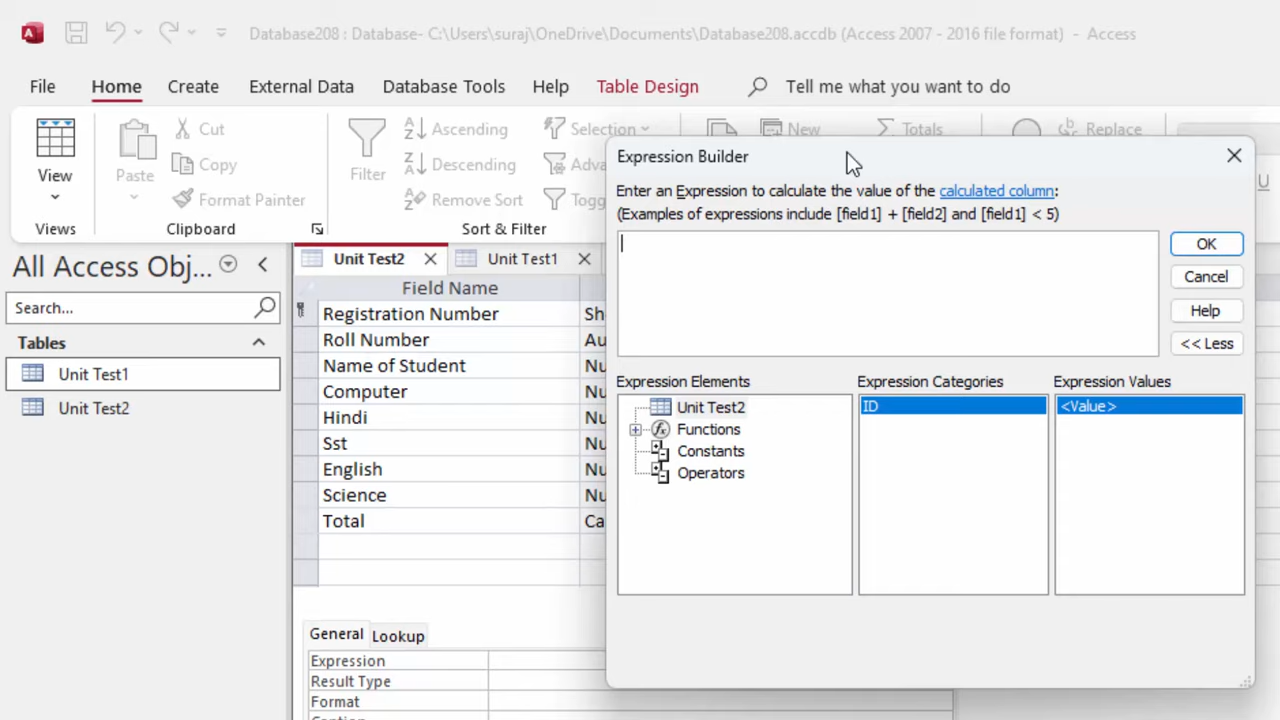 Database208 : Database- C:\Users\suraj\OneDrive\Documents\Database208.accdb (Access 2007 - 2016 file format) - Access
File Home Create External Data Database Tools Help Table Design Tell me what you want to do
View
Views
Paste
Cut
Copy
Format Painter
Clipboard
Filter
Ascending
Descending
Remove Sort
Selection
Adva
Togg
Sort & Filter
New
Totals
Replace
U
All Access Obj...
Search...
Tables
Unit Test1
Unit Test2
Unit Test2 Unit Test1
Field Name
Registration Number Sh
Roll Number Au
Name of Student
Computer Nu
Hindi Nu
Sst Nu
English Nu
Science Nu
Total Ca
General Lookup
Expression
Result Type
Format
Expression Builder
Enter an Expression to calculate the value of the calculated column:
(Examples of expressions include [field1] + [field2] and [field1] < 5)
OK
Cancel
Help
<< Less
Expression Elements Expression Categories Expression Values
Unit Test2 ID <Value>
Functions
Constants
Operators